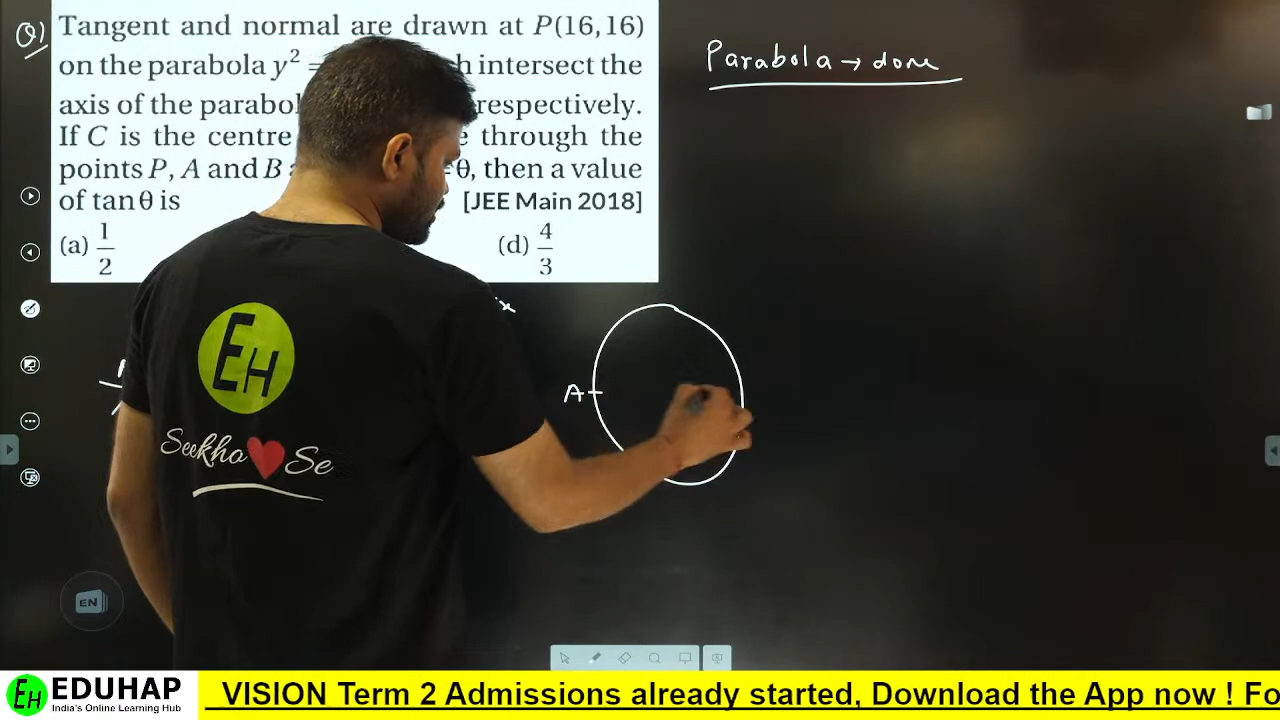 Q1
Tangent and normal are drawn at P(16,16)
on the parabola y² = intersect the
axis of the respectively.
If C is the centre through the
points P, A and B θ, then a value
of tan θ is [JEE Main 2018]
(a) 1/2 (d) 4/3
Parabola → done
x
A
EH
Seekho Se
EN
EH EDUHAP
India's Online Learning Hub
VISION Term 2 Admissions already started, Download the App now ! Fo